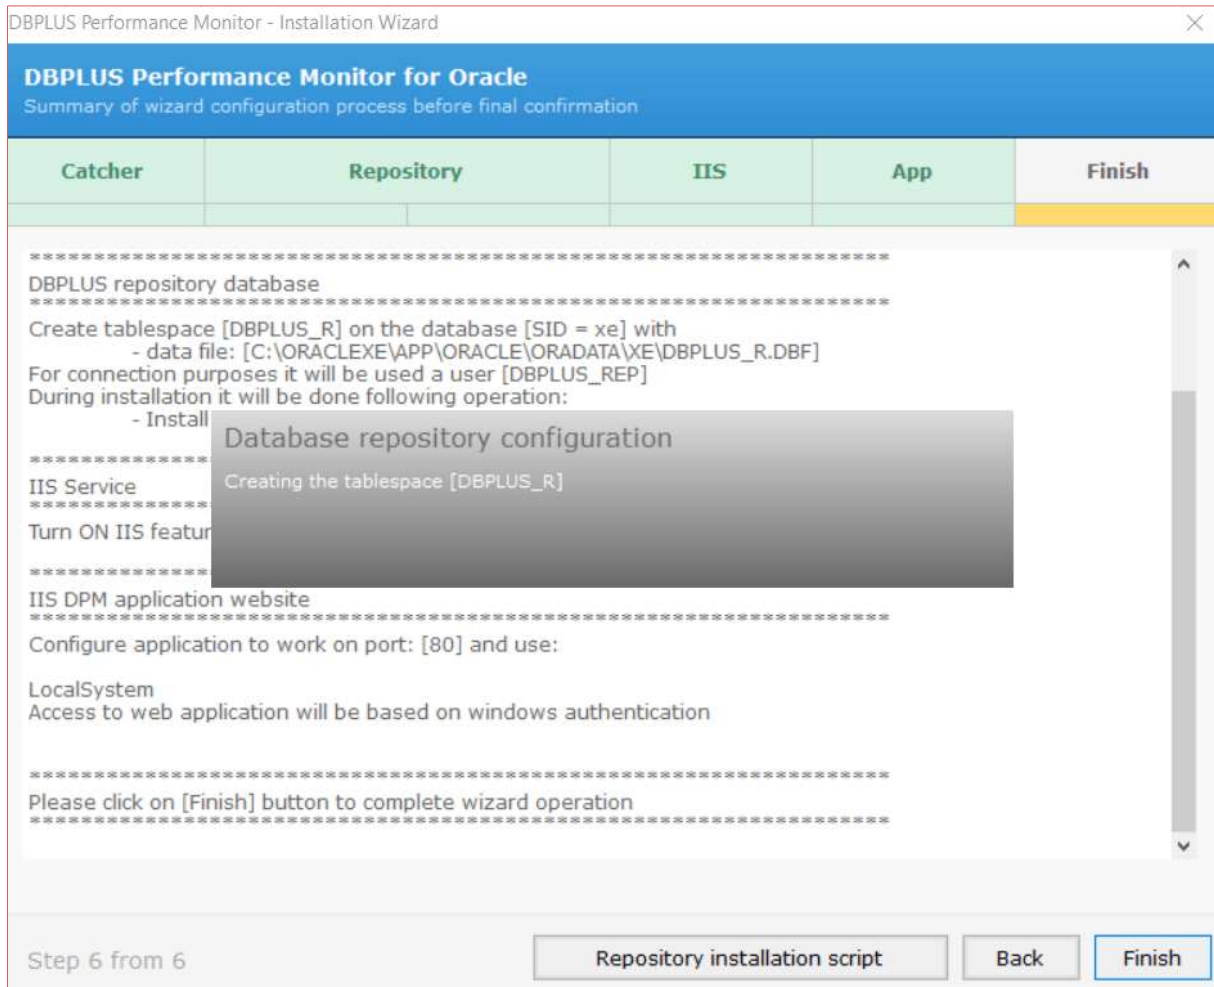 DBPLUS Performance Monitor - Installation Wizard
DBPLUS Performance Monitor for Oracle
Summary of wizard configuration process before final confirmation
Catcher Repository IIS App Finish
******************************************************************
DBPLUS repository database
******************************************************************
Create tablespace [DBPLUS_R] on the database [SID = xe] with
- data file: [C:\ORACLEXE\APP\ORACLE\ORADATA\XE\DBPLUS_R.DBF]
For connection purposes it will be used a user [DBPLUS_REP]
During installation it will be done following operation:
- Install
Database repository configuration
Creating the tablespace [DBPLUS_R]
**************
IIS Service
**************
Turn ON IIS featur
**************
IIS DPM application website
******************************************************************
Configure application to work on port: [80] and use:
LocalSystem
Access to web application will be based on windows authentication
******************************************************************
Please click on [Finish] button to complete wizard operation
******************************************************************
Step 6 from 6
Repository installation script Back Finish